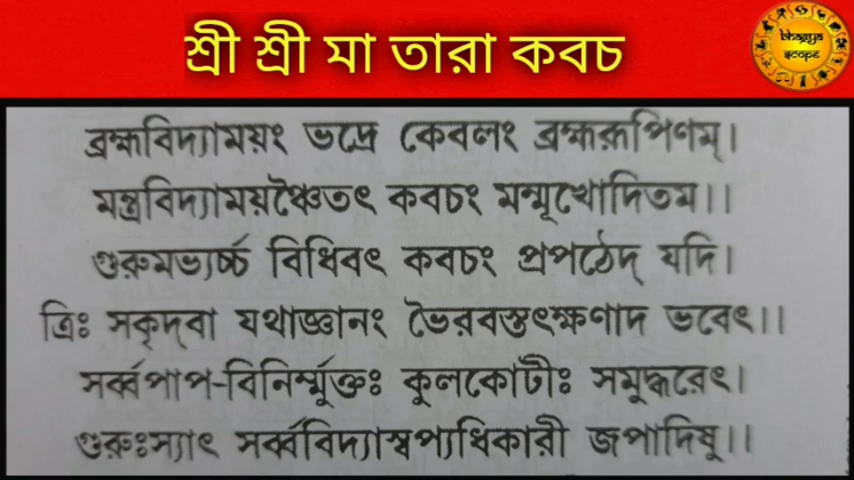 শ্রী শ্রী মা তারা কবচ
bhagya
scope
ব্রহ্মবিদ্যাময়ং ভদ্রে কেবলং ব্রহ্মরূপিণম্।
মন্ত্রবিদ্যাময়ঞ্চৈতৎ কবচং মন্মূখোদিতম।।
গুরুমভ্যর্চ্চ বিধিবৎ কবচং প্রপঠেদ্ যদি।
ত্রিঃ সকৃদ্‌বা যথাজ্ঞানং ভৈরবস্তৎক্ষণাদ ভবেৎ।।
সর্ব্বপাপ-বিনির্ম্মুক্তঃ কুলকোটীঃ সমুদ্ধরেৎ।
গুরুঃস্যাৎ সর্ব্ববিদ্যাস্বপ্যধিকারী জপাদিষু।।